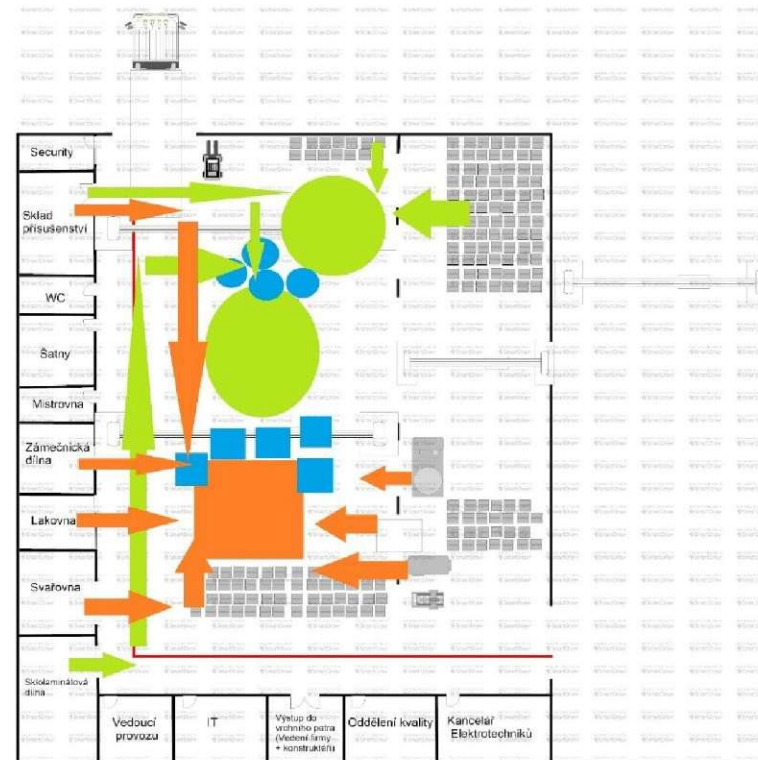 Security
Sklad
příslušenství
WC
Šatny
Mistrovna
Zámečnická
dílna
Lakovna
Svařovna
Sklolaminátová
dílna
Vedoucí
provozu
IT
Výstup do
vrchního patra
(Vedení firmy
+ konstruktéři)
Oddělení kvality
Kancelář
Elektrotechniků